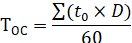 T_OC = ∑(t_0 × D) / 60